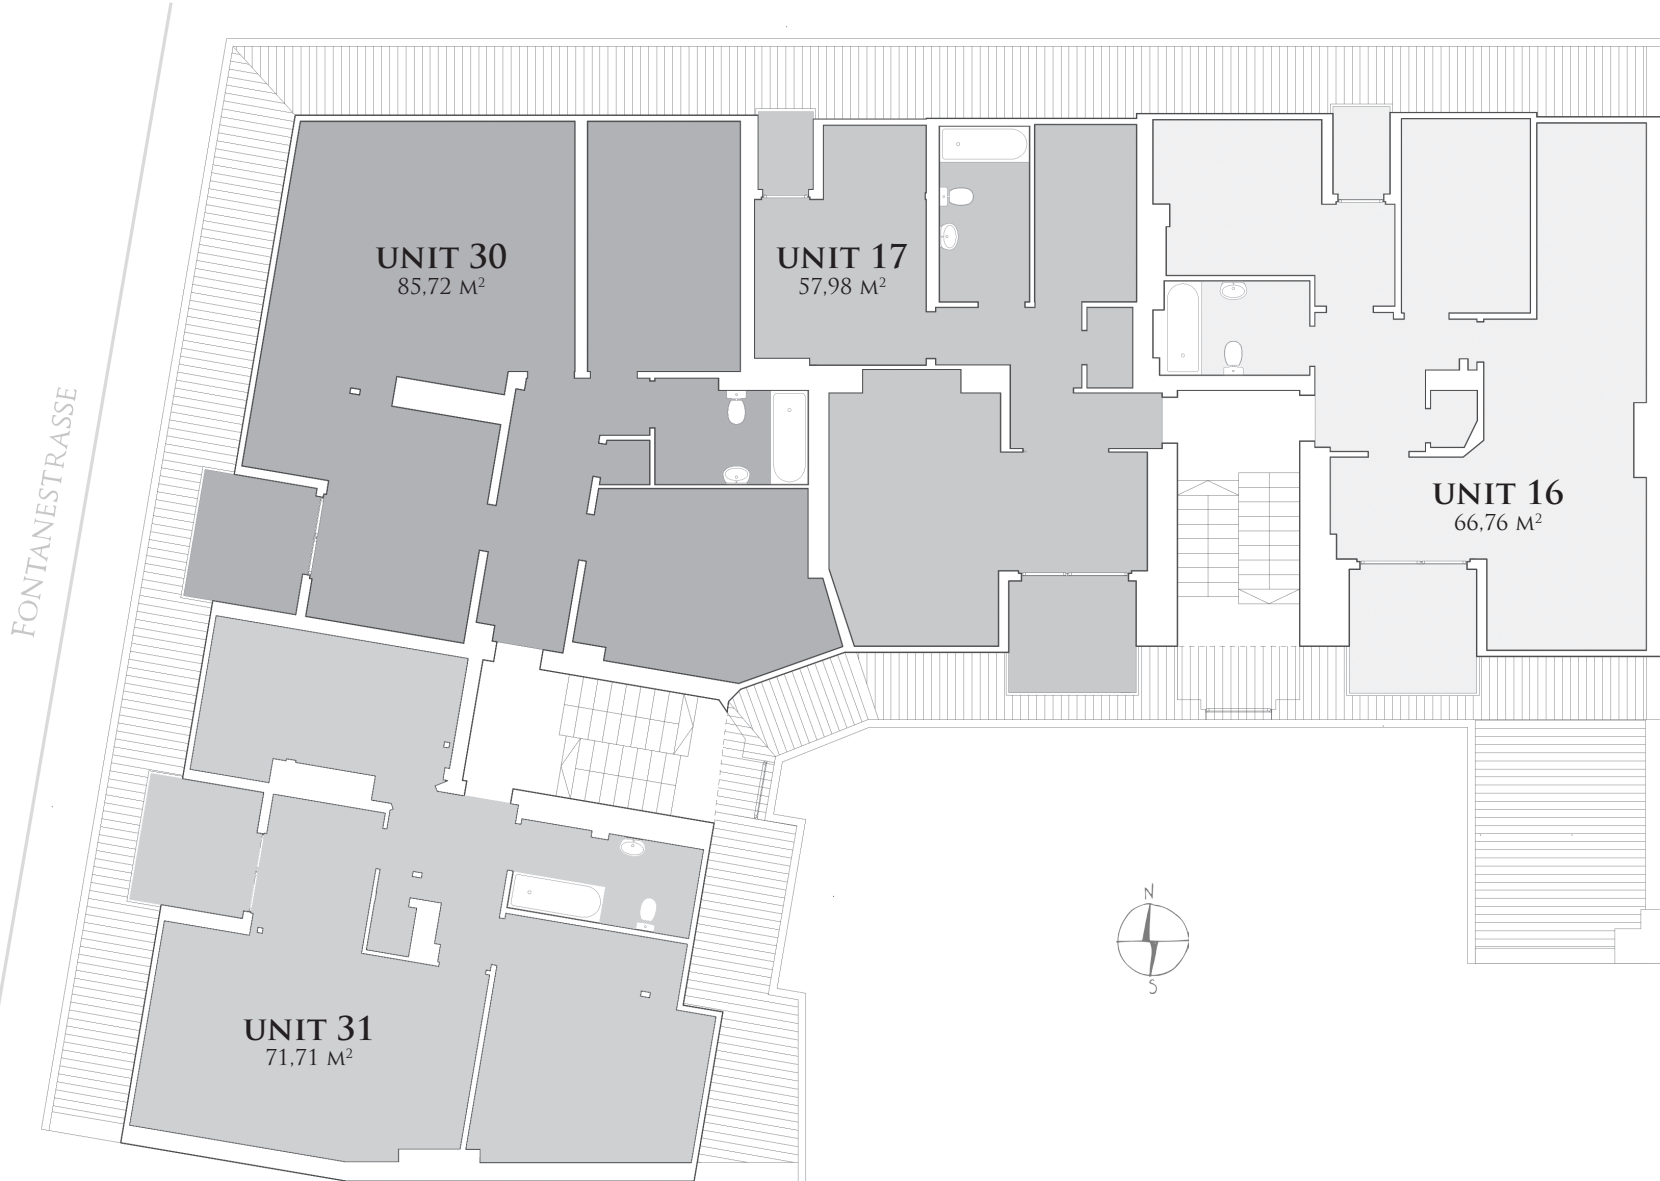 UNIT 30
85,72 M²
UNIT 17
57,98 M²
UNIT 16
66,76 M²
FONTANESTRASSE
UNIT 31
71,71 M²
N
S